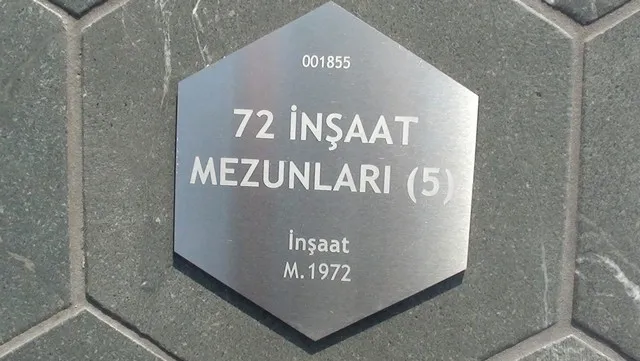 001855
72 İNŞAAT
MEZUNLARI (5)
İnşaat
M.1972